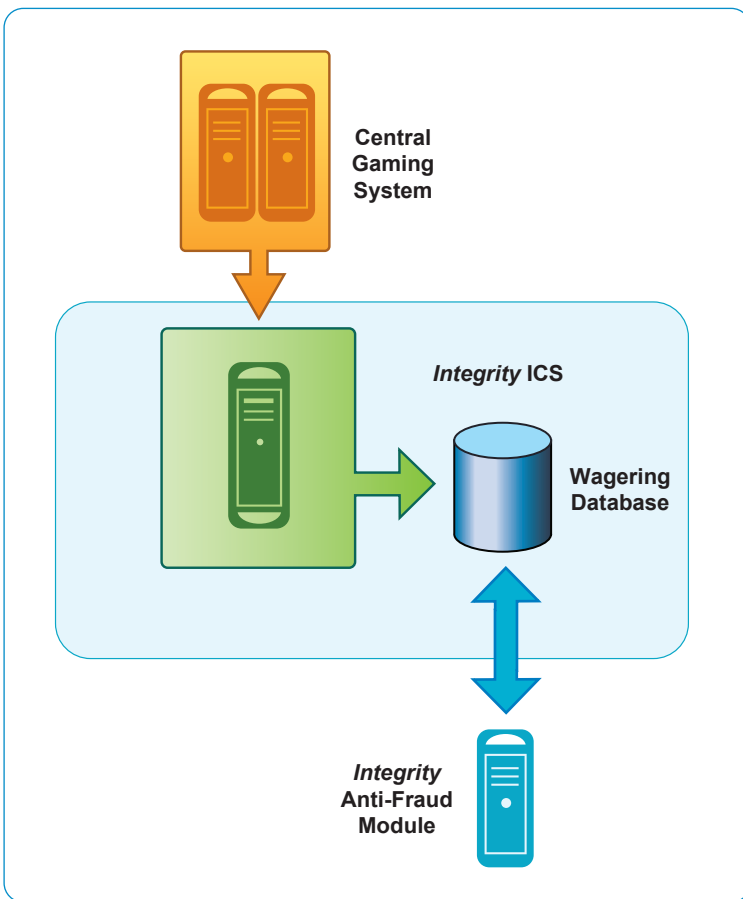 Central
Gaming
System
Integrity ICS
Wagering
Database
Integrity
Anti-Fraud
Module